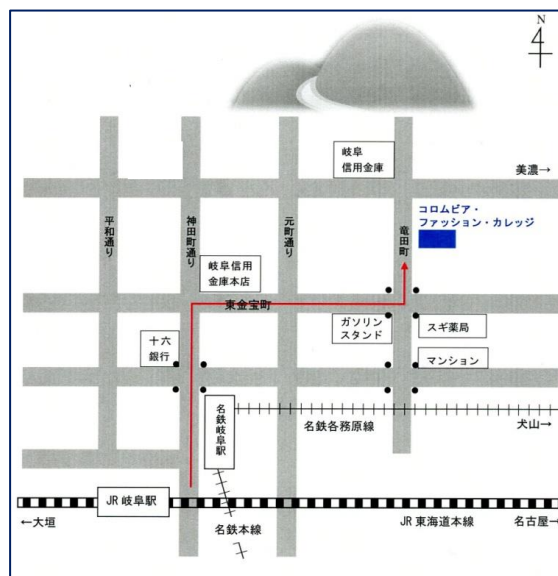 N
岐阜
信用金庫
美濃→
コロムビア・
ファッション・カレッジ
平和通り
神田町通り
元町通り
竜田町
岐阜信用
金庫本店
東金宝町
ガソリン
スタンド
スギ薬局
十六
銀行
マンション
名鉄岐阜駅
名鉄各務原線
犬山→
JR 岐阜駅
←大垣
名鉄本線
JR 東海道本線
名古屋→